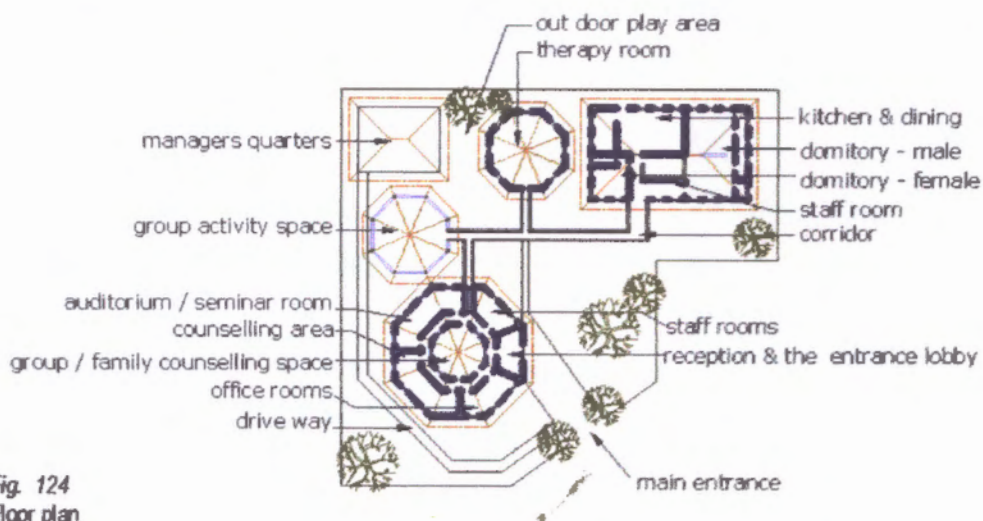 out door play area
therapy room
kitchen & dining
managers quarters
domitory - male
domitory - female
staff room
group activity space
corridor
auditorium / seminar room
staff rooms
counselling area
reception & the entrance lobby
group / family counselling space
office rooms
drive way
main entrance
Fig. 124
floor plan